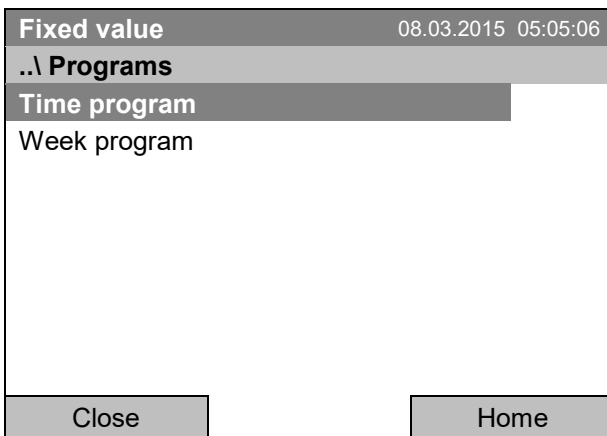 Fixed value 08.03.2015 05:05:06
..\ Programs
Time program
Week program
Close Home